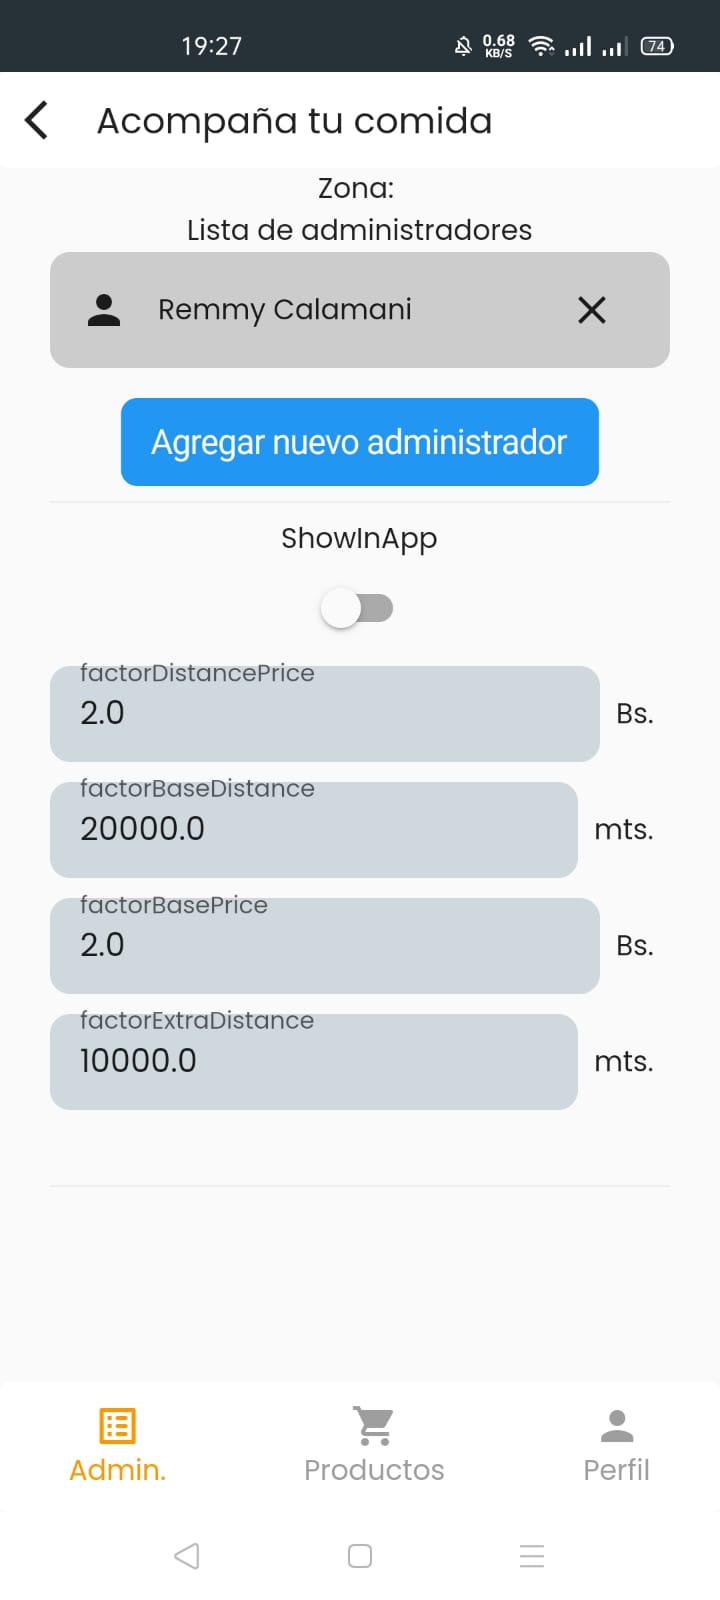 19:27
0.68
KB/S
74
Acompaña tu comida
Zona:
Lista de administradores
Remmy Calamani
Agregar nuevo administrador
ShowInApp
factorDistancePrice
2.0
Bs.
factorBaseDistance
20000.0
mts.
factorBasePrice
2.0
Bs.
factorExtraDistance
10000.0
mts.
Admin.
Productos
Perfil